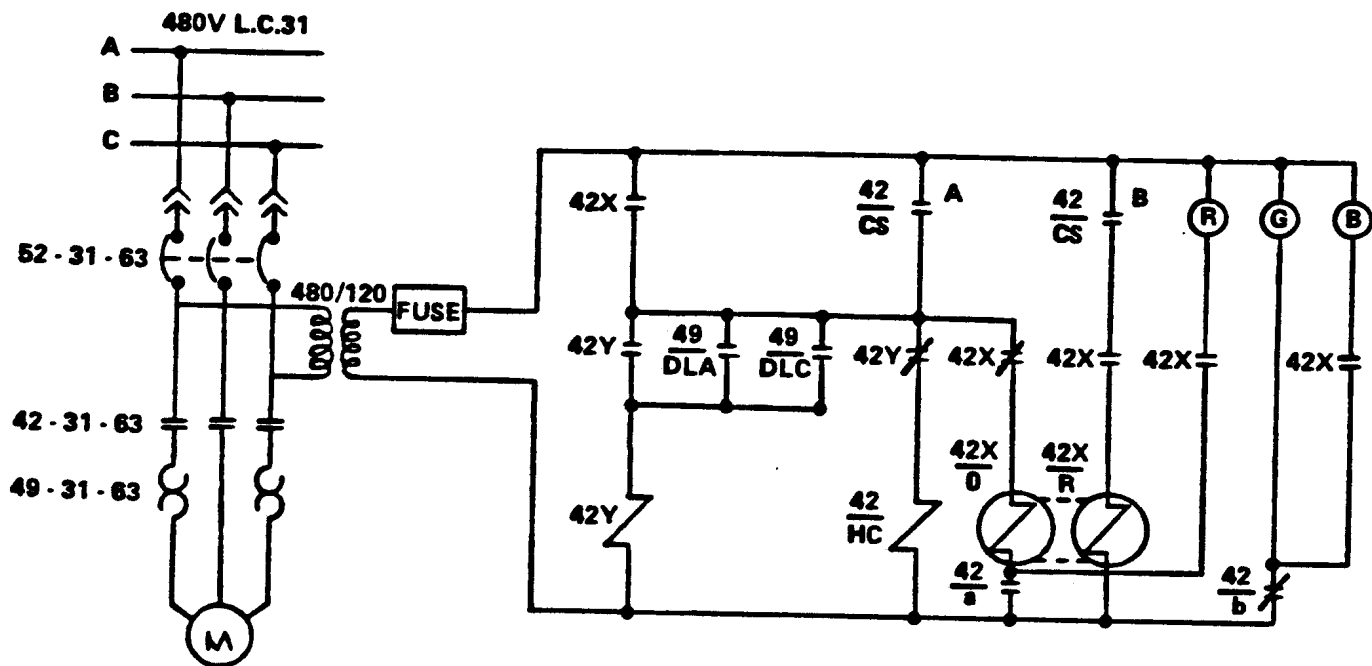 480V L.C.31
A
B
C
52 - 31 - 63
480/120
FUSE
42 - 31 - 63
49 - 31 - 63
M
42X
42
CS
A
42
CS
B
R
G
B
42Y
49
DLA
49
DLC
42Y
42X
42X
42X
42X
42Y
42
HC
42X
O
42X
R
42
a
42
b